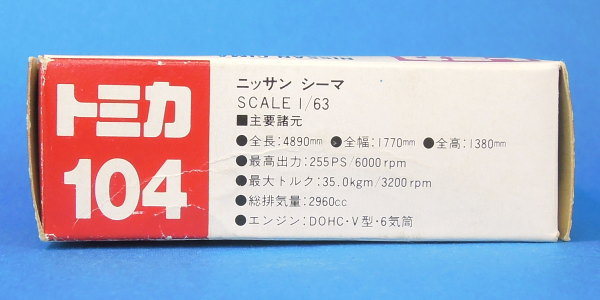 トミカ
104
ニッサン シーマ
SCALE 1/63
■主要諸元
●全長:4890mm ●全幅:1770mm ●全高:1380mm
●最高出力:255PS/6000rpm
●最大トルク:35.0kgm/3200rpm
●総排気量:2960cc
●エンジン:DOHC・V型・6気筒